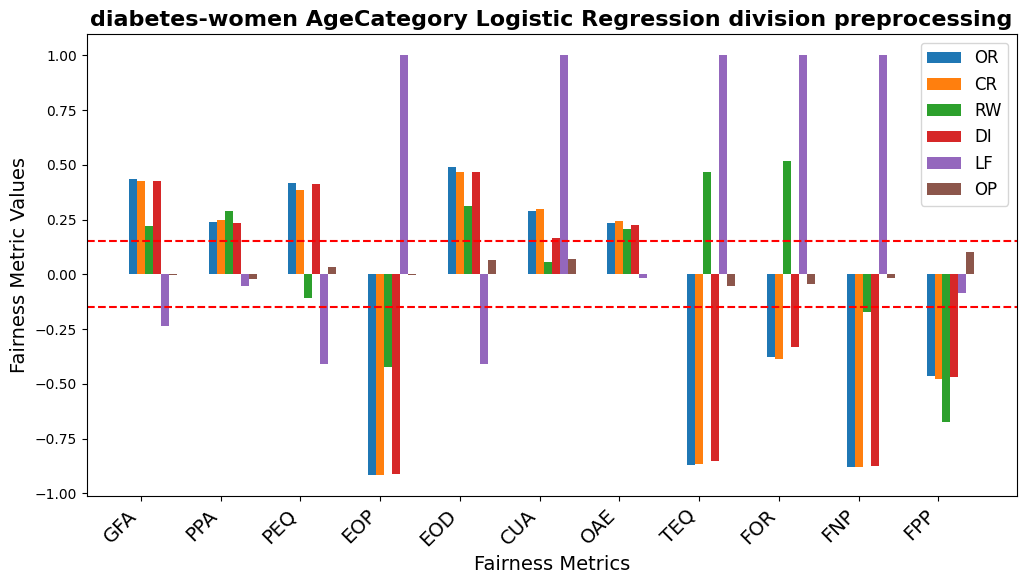 diabetes-women AgeCategory Logistic Regression division preprocessing
OR
CR
RW
DI
LF
OP
Fairness Metric Values
1.00
0.75
0.50
0.25
0.00
−0.25
−0.50
−0.75
−1.00
GFA
PPA
PEQ
EOP
EOD
CUA
OAE
TEQ
FOR
FNP
FPP
Fairness Metrics